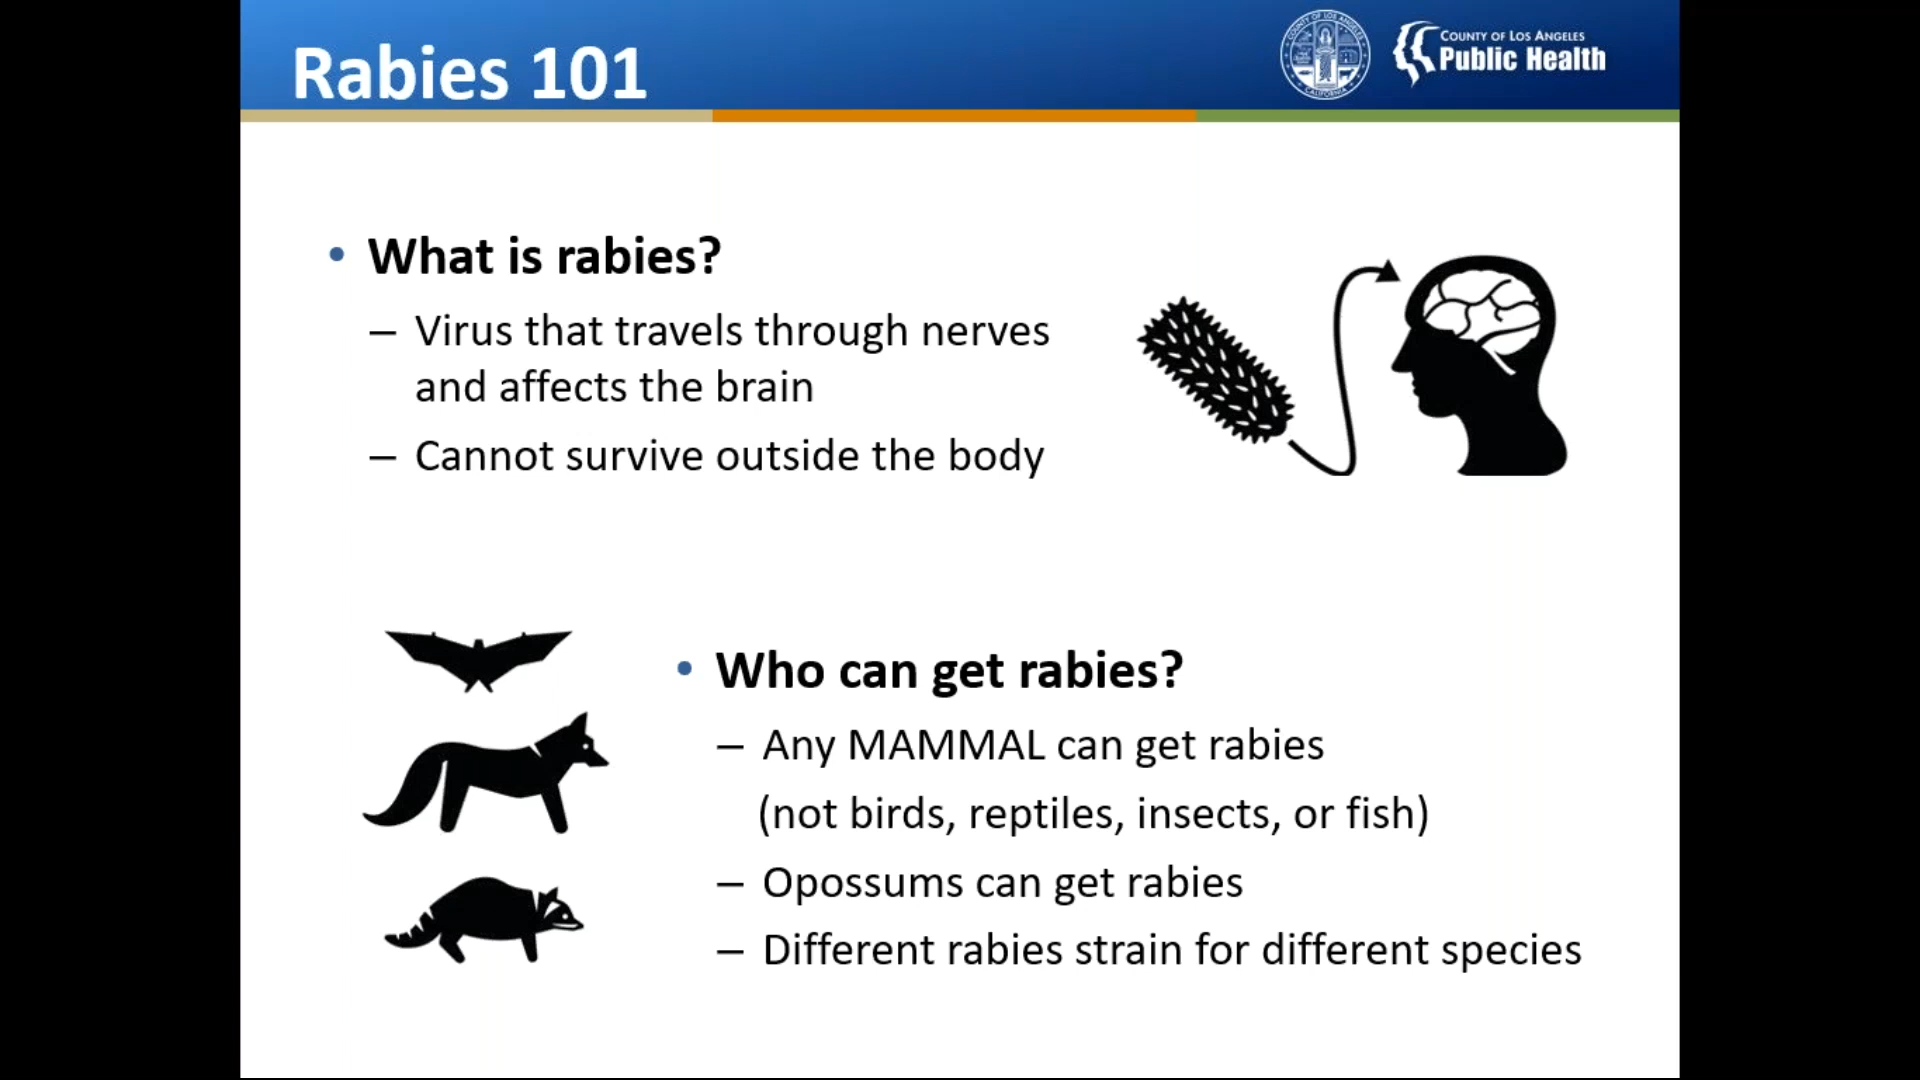 Rabies 101
COUNTY OF LOS ANGELES
Public Health
• What is rabies?
– Virus that travels through nerves
and affects the brain
– Cannot survive outside the body
• Who can get rabies?
– Any MAMMAL can get rabies
(not birds, reptiles, insects, or fish)
– Opossums can get rabies
– Different rabies strain for different species